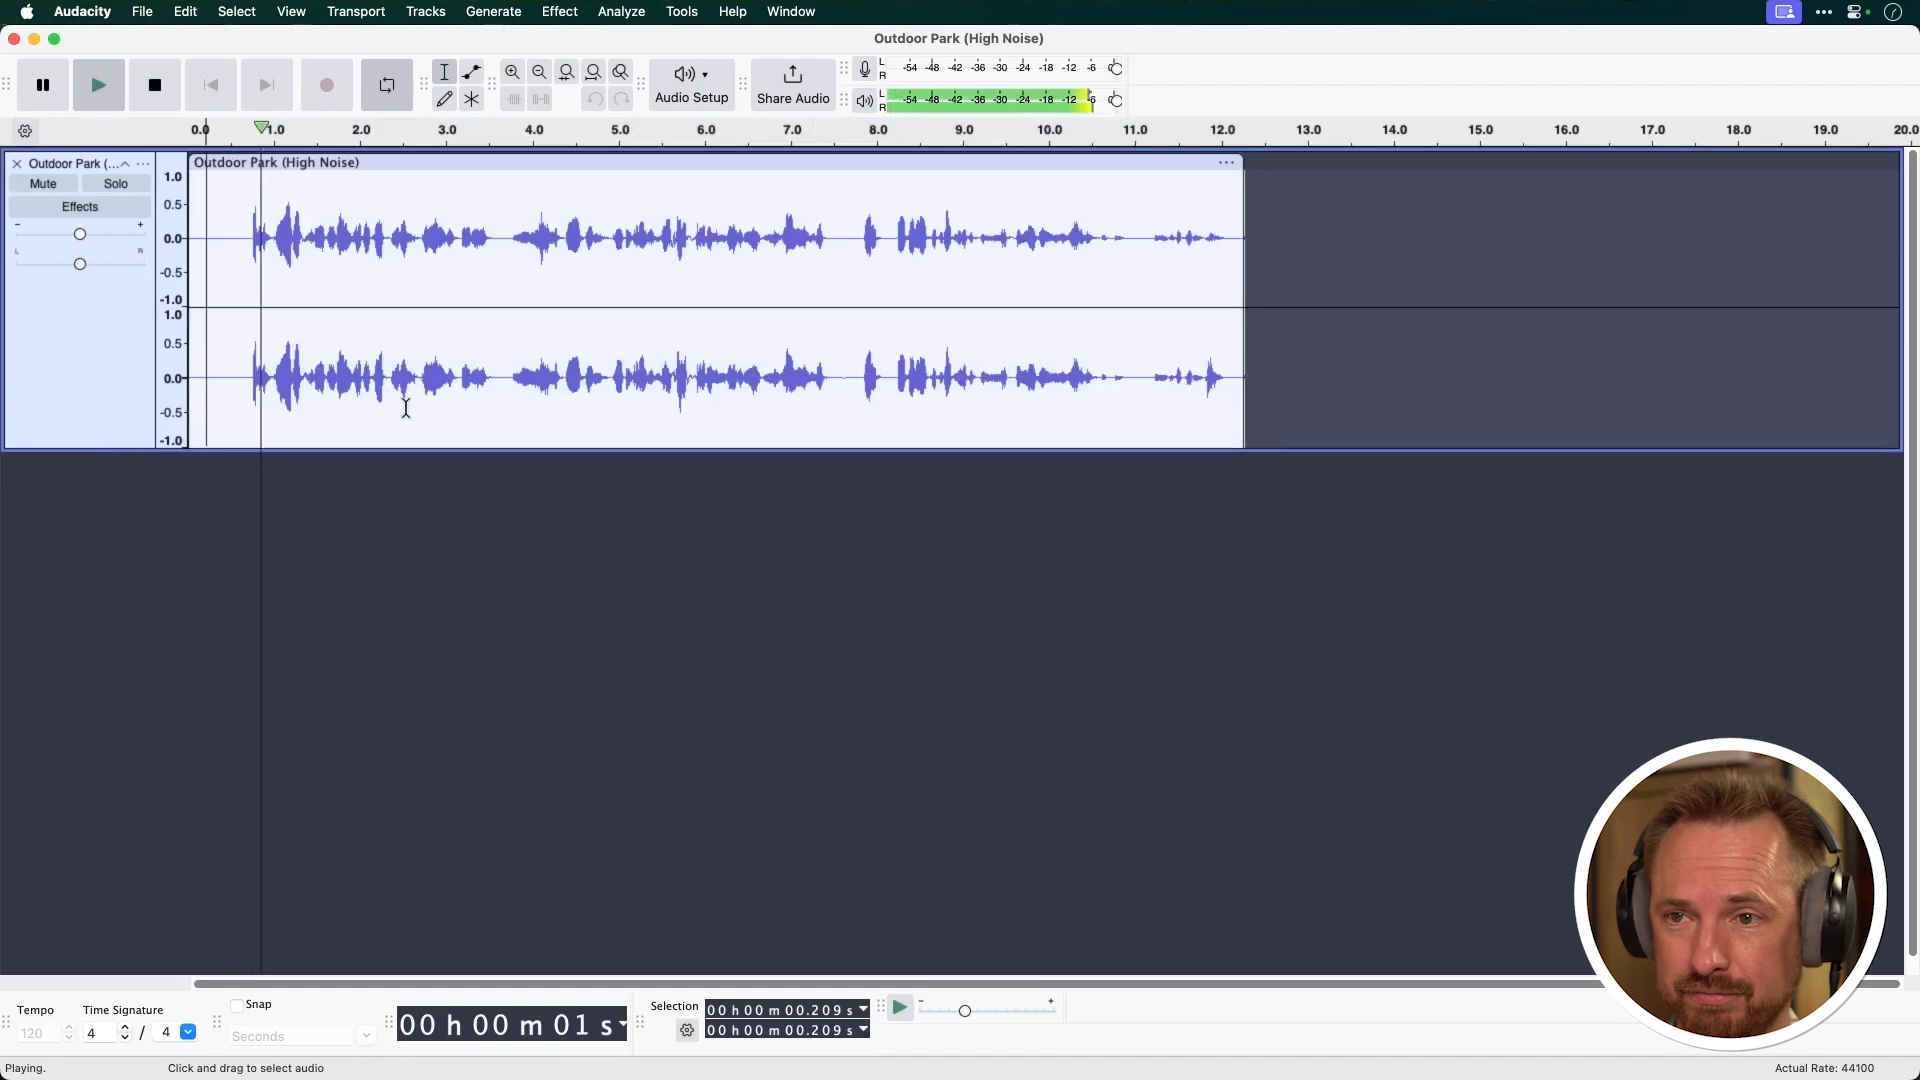 Audacity File Edit Select View Transport Tracks Generate Effect Analyze Tools Help Window
Outdoor Park (High Noise)
Audio Setup
Share Audio
L
R
-54 -48 -42 -36 -30 -24 -18 -12 -6 0
L
R
-54 -48 -42 -36 -30 -24 -18 -12 -6 0
0.0 1.0 2.0 3.0 4.0 5.0 6.0 7.0 8.0 9.0 10.0 11.0 12.0 13.0 14.0 15.0 16.0 17.0 18.0 19.0 20.0
Outdoor Park (...
Outdoor Park (High Noise)
Mute Solo
Effects
- +
L R
1.0
0.5
0.0
-0.5
-1.0
1.0
0.5
0.0
-0.5
-1.0
Tempo
120
Time Signature
4 / 4
Snap
Seconds
00 h 00 m 01 s
Selection
00 h 00 m 00.209 s
00 h 00 m 00.209 s
- +
Playing.
Click and drag to select audio
Actual Rate: 44100